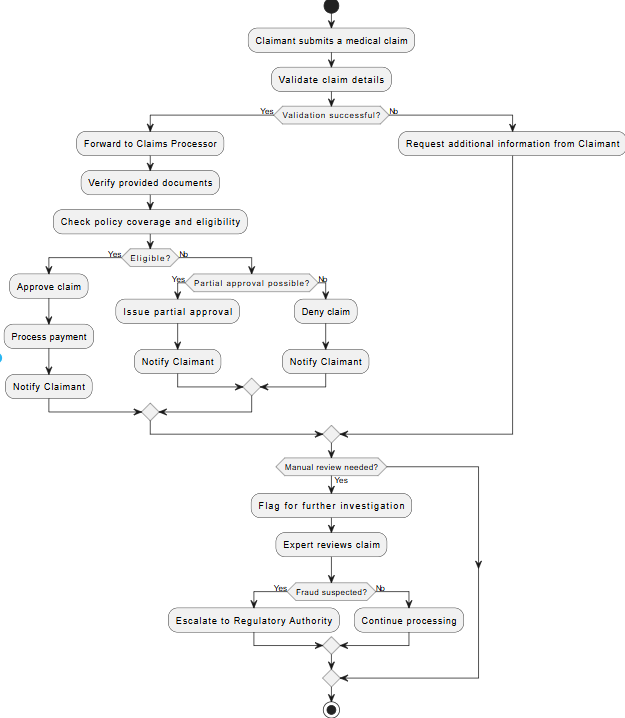 Claimant submits a medical claim
Validate claim details
Yes
Validation successful?
No
Forward to Claims Processor
Request additional information from Claimant
Verify provided documents
Check policy coverage and eligibility
Yes
Eligible?
No
Approve claim
Yes
Partial approval possible?
No
Issue partial approval
Deny claim
Process payment
Notify Claimant
Notify Claimant
Notify Claimant
Manual review needed?
Yes
Flag for further investigation
Expert reviews claim
Yes
Fraud suspected?
No
Escalate to Regulatory Authority
Continue processing